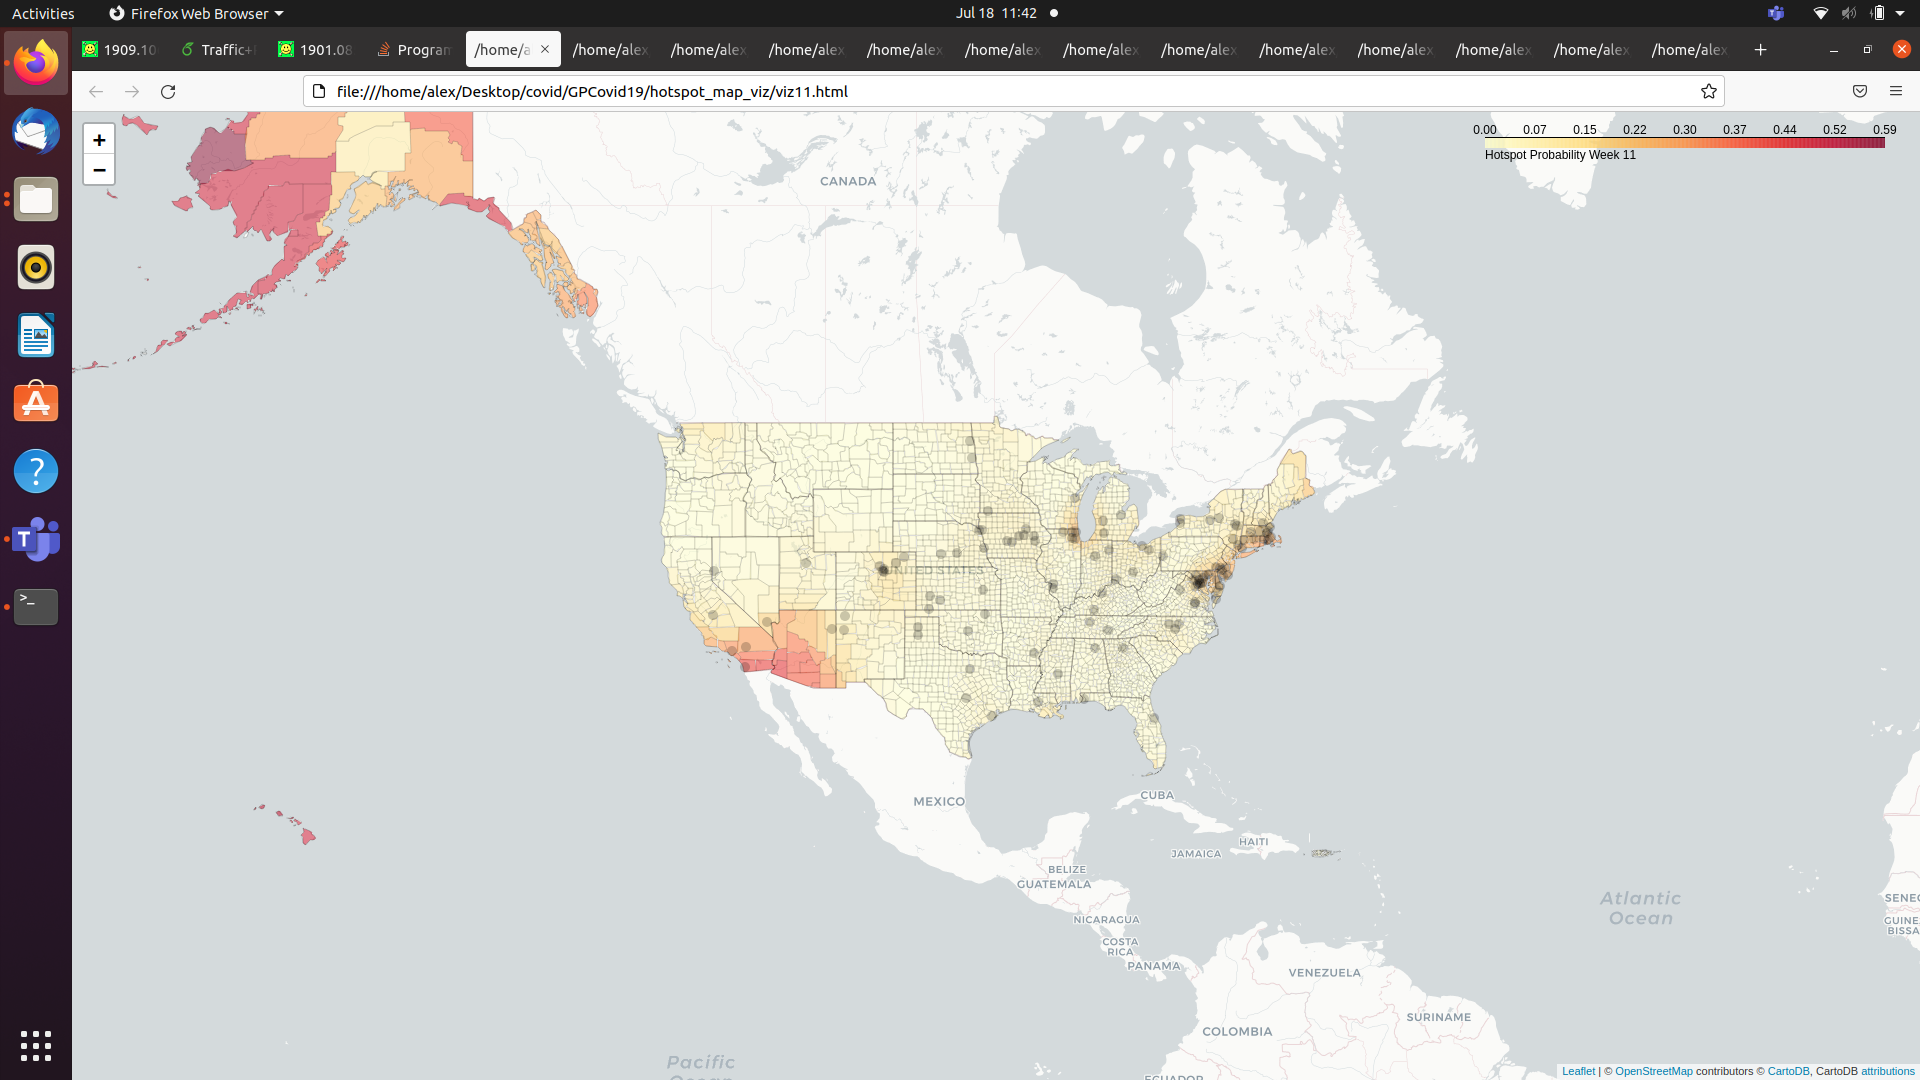 Activities
Firefox Web Browser
Jul 18 11:42
1909.10
Traffic+
1901.08
Program
/home/a
/home/alex
/home/alex
/home/alex
/home/alex
/home/alex
/home/alex
/home/alex
/home/alex
/home/alex
/home/alex
/home/alex
/home/alex
file:///home/alex/Desktop/covid/GPCovid19/hotspot_map_viz/viz11.html
+
−
0.00 0.07 0.15 0.22 0.30 0.37 0.44 0.52 0.59
Hotspot Probability Week 11
CANADA
UNITED STATES
MEXICO
CUBA
HAITI
JAMAICA
BELIZE
GUATEMALA
NICARAGUA
COSTA
RICA
PANAMA
VENEZUELA
COLOMBIA
SURINAME
ECUADOR
Atlantic
Ocean
Pacific
Ocean
SENEG
GUINE
BISSA
Leaflet | © OpenStreetMap contributors © CartoDB, CartoDB attributions